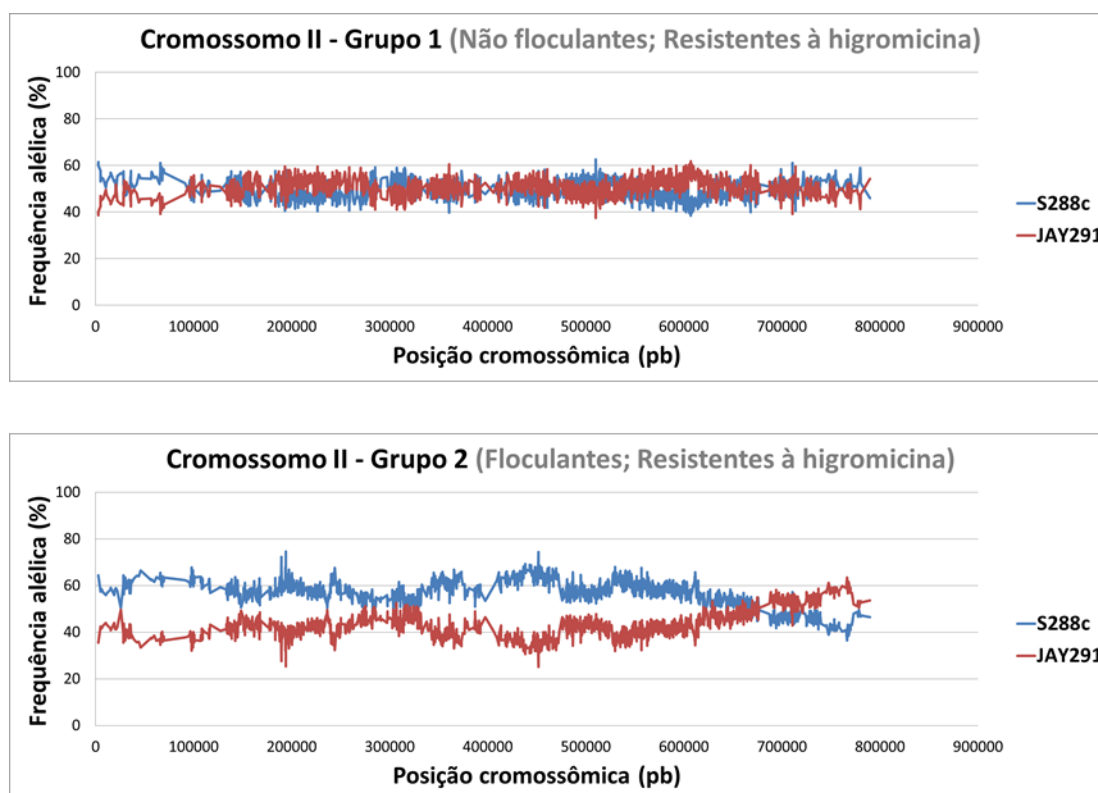 Cromossomo II - Grupo 1 (Não floculantes; Resistentes à higromicina)
Frequência alélica (%)
100
80
60
40
20
0
0 100000 200000 300000 400000 500000 600000 700000 800000 900000
Posição cromossômica (pb)
S288c
JAY291
Cromossomo II - Grupo 2 (Floculantes; Resistentes à higromicina)
Frequência alélica (%)
100
80
60
40
20
0
0 100000 200000 300000 400000 500000 600000 700000 800000 900000
Posição cromossômica (pb)
S288c
JAY291